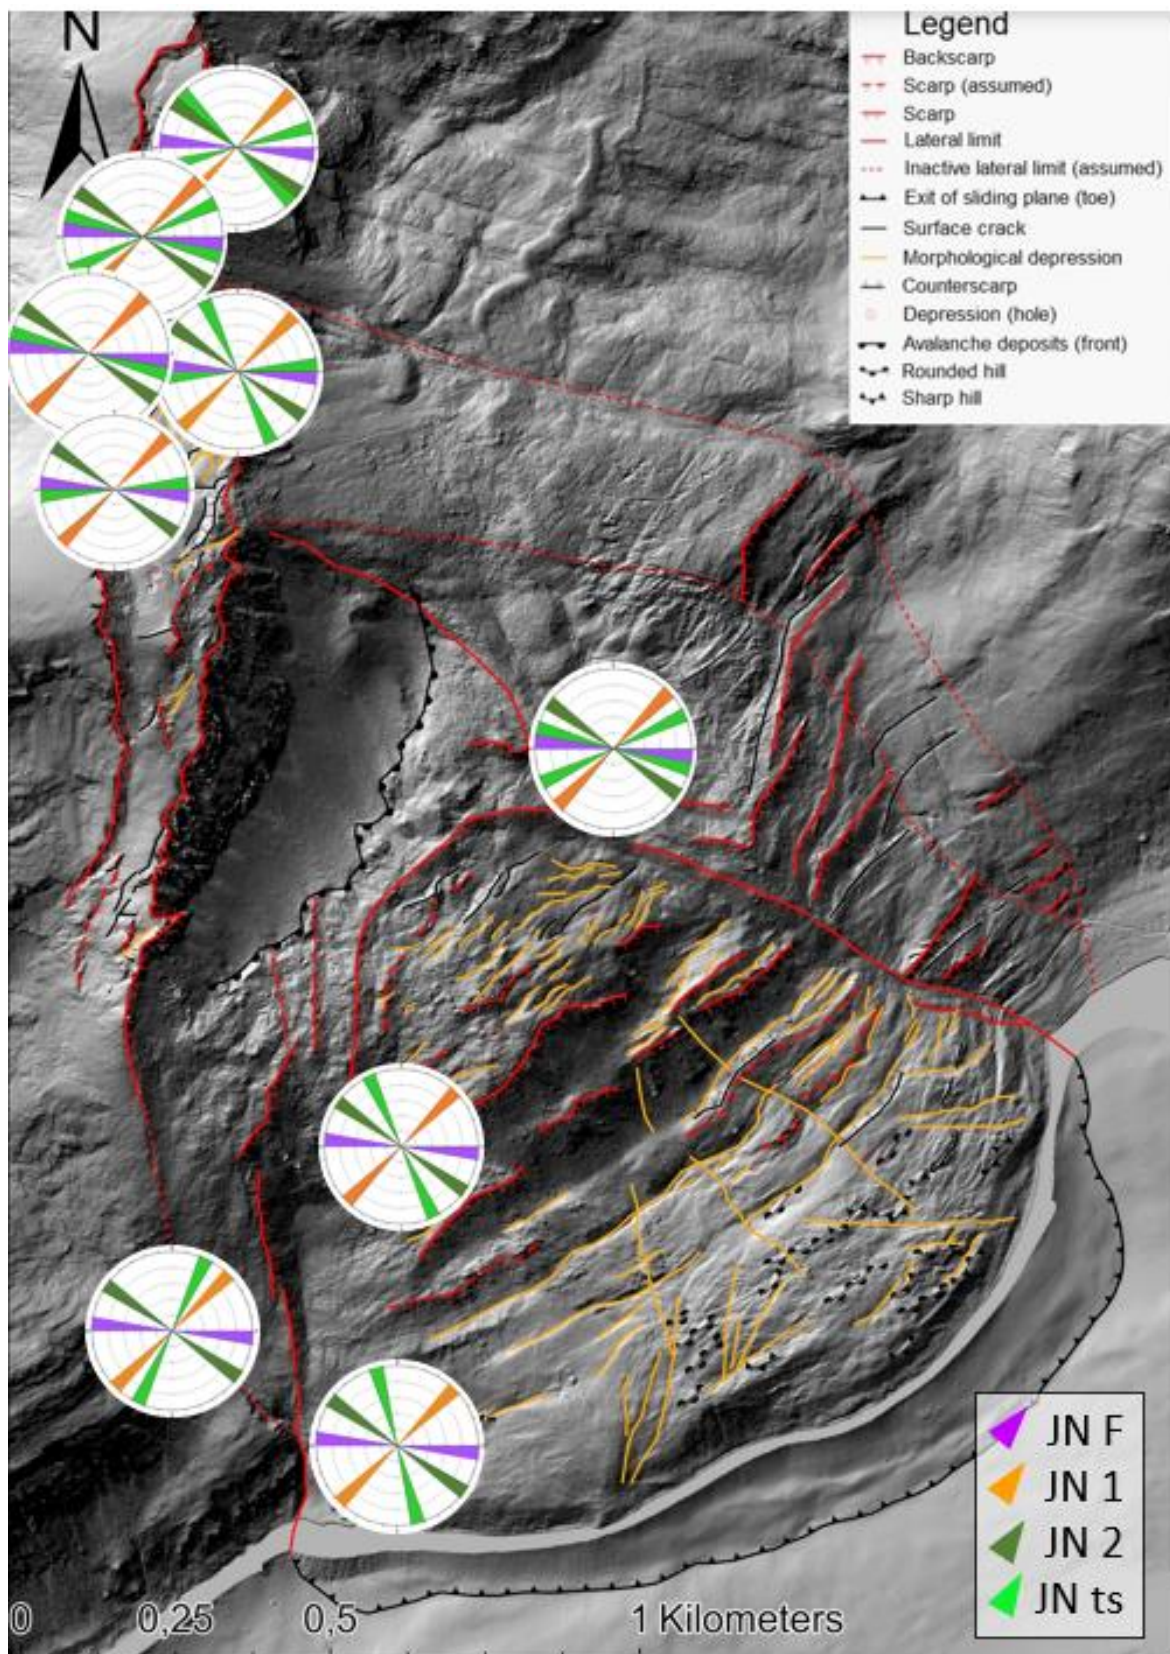 N
Legend
Backscarp
Scarp (assumed)
Scarp
Lateral limit
Inactive lateral limit (assumed)
Exit of sliding plane (toe)
Surface crack
Morphological depression
Counterscarp
Depression (hole)
Avalanche deposits (front)
Rounded hill
Sharp hill
JN F
JN 1
JN 2
JN ts
0 0,25 0,5 1 Kilometers